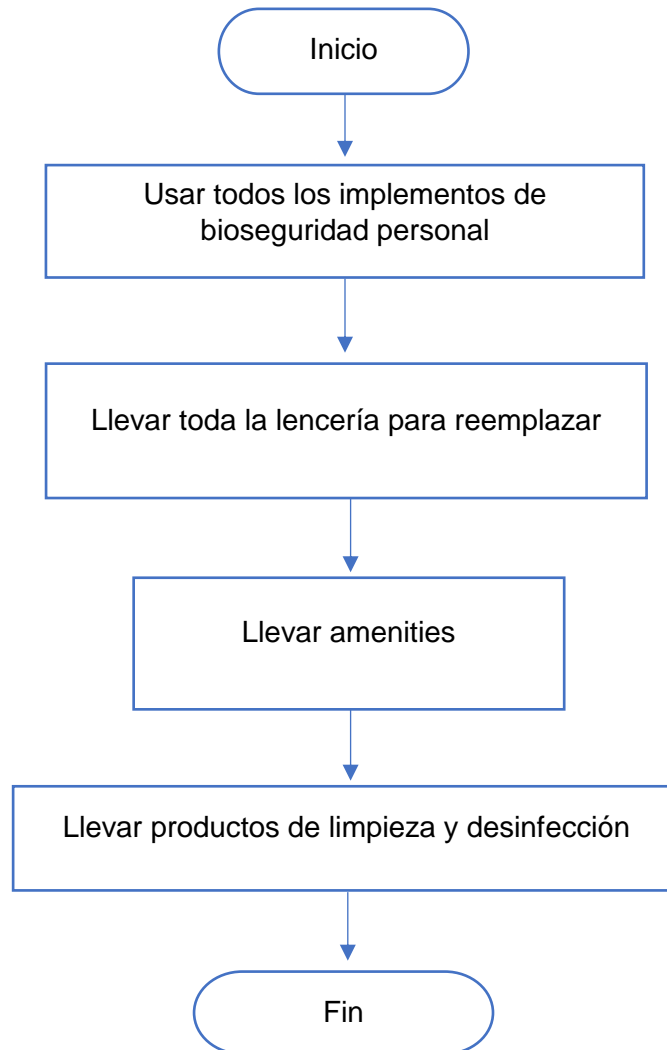 Inicio
Usar todos los implementos de
bioseguridad personal
Llevar toda la lencería para reemplazar
Llevar amenities
Llevar productos de limpieza y desinfección
Fin